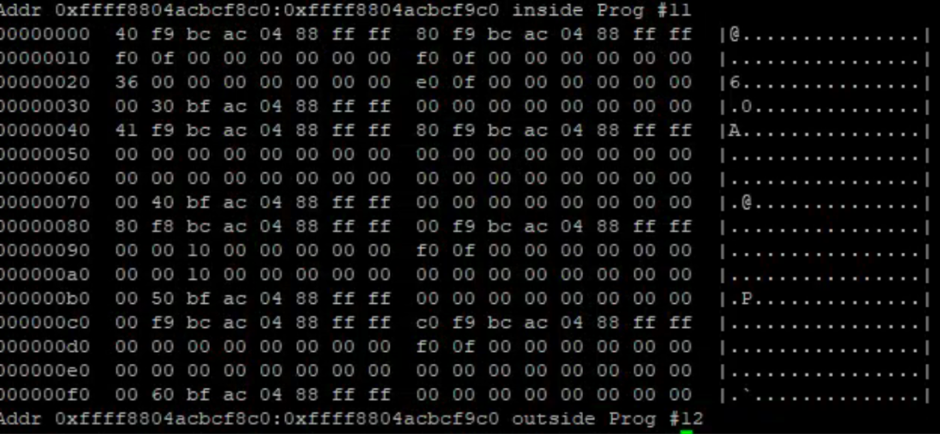 Addr 0xffff8804acbcf8c0:0xffff8804acbcf9c0 inside Prog #11
00000000  40 f9 bc ac 04 88 ff ff  80 f9 bc ac 04 88 ff ff  |@...............|
00000010  f0 0f 00 00 00 00 00 00  f0 0f 00 00 00 00 00 00  |................|
00000020  36 00 00 00 00 00 00 00  e0 0f 00 00 00 00 00 00  |6...............|
00000030  00 30 bf ac 04 88 ff ff  00 00 00 00 00 00 00 00  |.0..............|
00000040  41 f9 bc ac 04 88 ff ff  80 f9 bc ac 04 88 ff ff  |A...............|
00000050  00 00 00 00 00 00 00 00  00 00 00 00 00 00 00 00  |................|
00000060  00 00 00 00 00 00 00 00  00 00 00 00 00 00 00 00  |................|
00000070  00 40 bf ac 04 88 ff ff  00 00 00 00 00 00 00 00  |.@..............|
00000080  80 f8 bc ac 04 88 ff ff  00 f9 bc ac 04 88 ff ff  |................|
00000090  00 00 10 00 00 00 00 00  f0 0f 00 00 00 00 00 00  |................|
000000a0  00 00 10 00 00 00 00 00  00 00 00 00 00 00 00 00  |................|
000000b0  00 50 bf ac 04 88 ff ff  00 00 00 00 00 00 00 00  |.P..............|
000000c0  00 f9 bc ac 04 88 ff ff  c0 f9 bc ac 04 88 ff ff  |................|
000000d0  00 00 00 00 00 00 00 00  f0 0f 00 00 00 00 00 00  |................|
000000e0  00 00 00 00 00 00 00 00  00 00 00 00 00 00 00 00  |................|
000000f0  00 60 bf ac 04 88 ff ff  00 00 00 00 00 00 00 00  |.`..............|
Addr 0xffff8804acbcf8c0:0xffff8804acbcf9c0 outside Prog #12